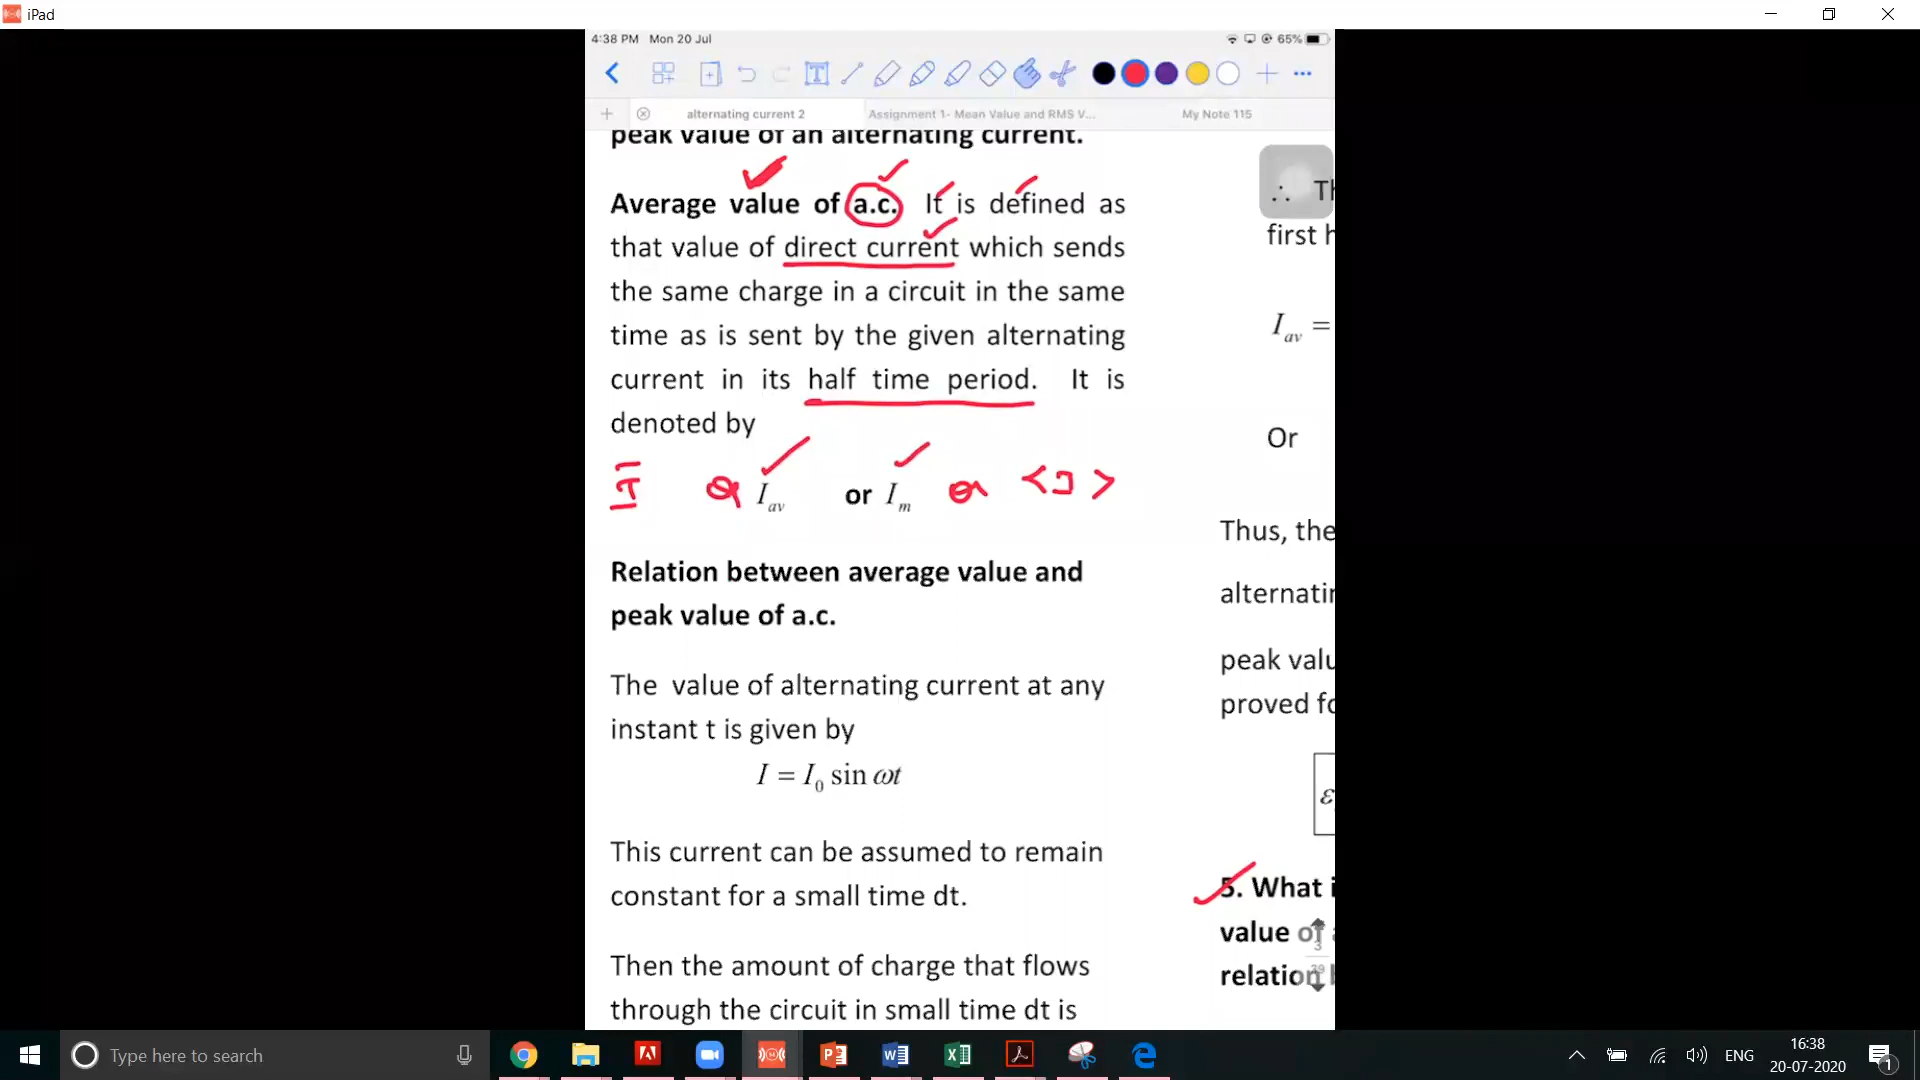 iPad
4:38 PM Mon 20 Jul
65%
alternating current 2
Assignment 1- Mean Value and RMS V...
My Note 115
peak value of an alternating current.
Average value of a.c. It is defined as
that value of direct current which sends
the same charge in a circuit in the same
time as is sent by the given alternating
current in its half time period. It is
denoted by
Ī or I_av or I_m or <I>
Relation between average value and
peak value of a.c.
The value of alternating current at any
instant t is given by
I = I₀ sin ωt
This current can be assumed to remain
constant for a small time dt.
Then the amount of charge that flows
through the circuit in small time dt is
∴ Th
first h
I_av =
Or
Thus, the
alternatin
peak valu
proved fo
ε
5. What i
value of a
relation b
3
39
Type here to search
ENG
16:38
20-07-2020
1